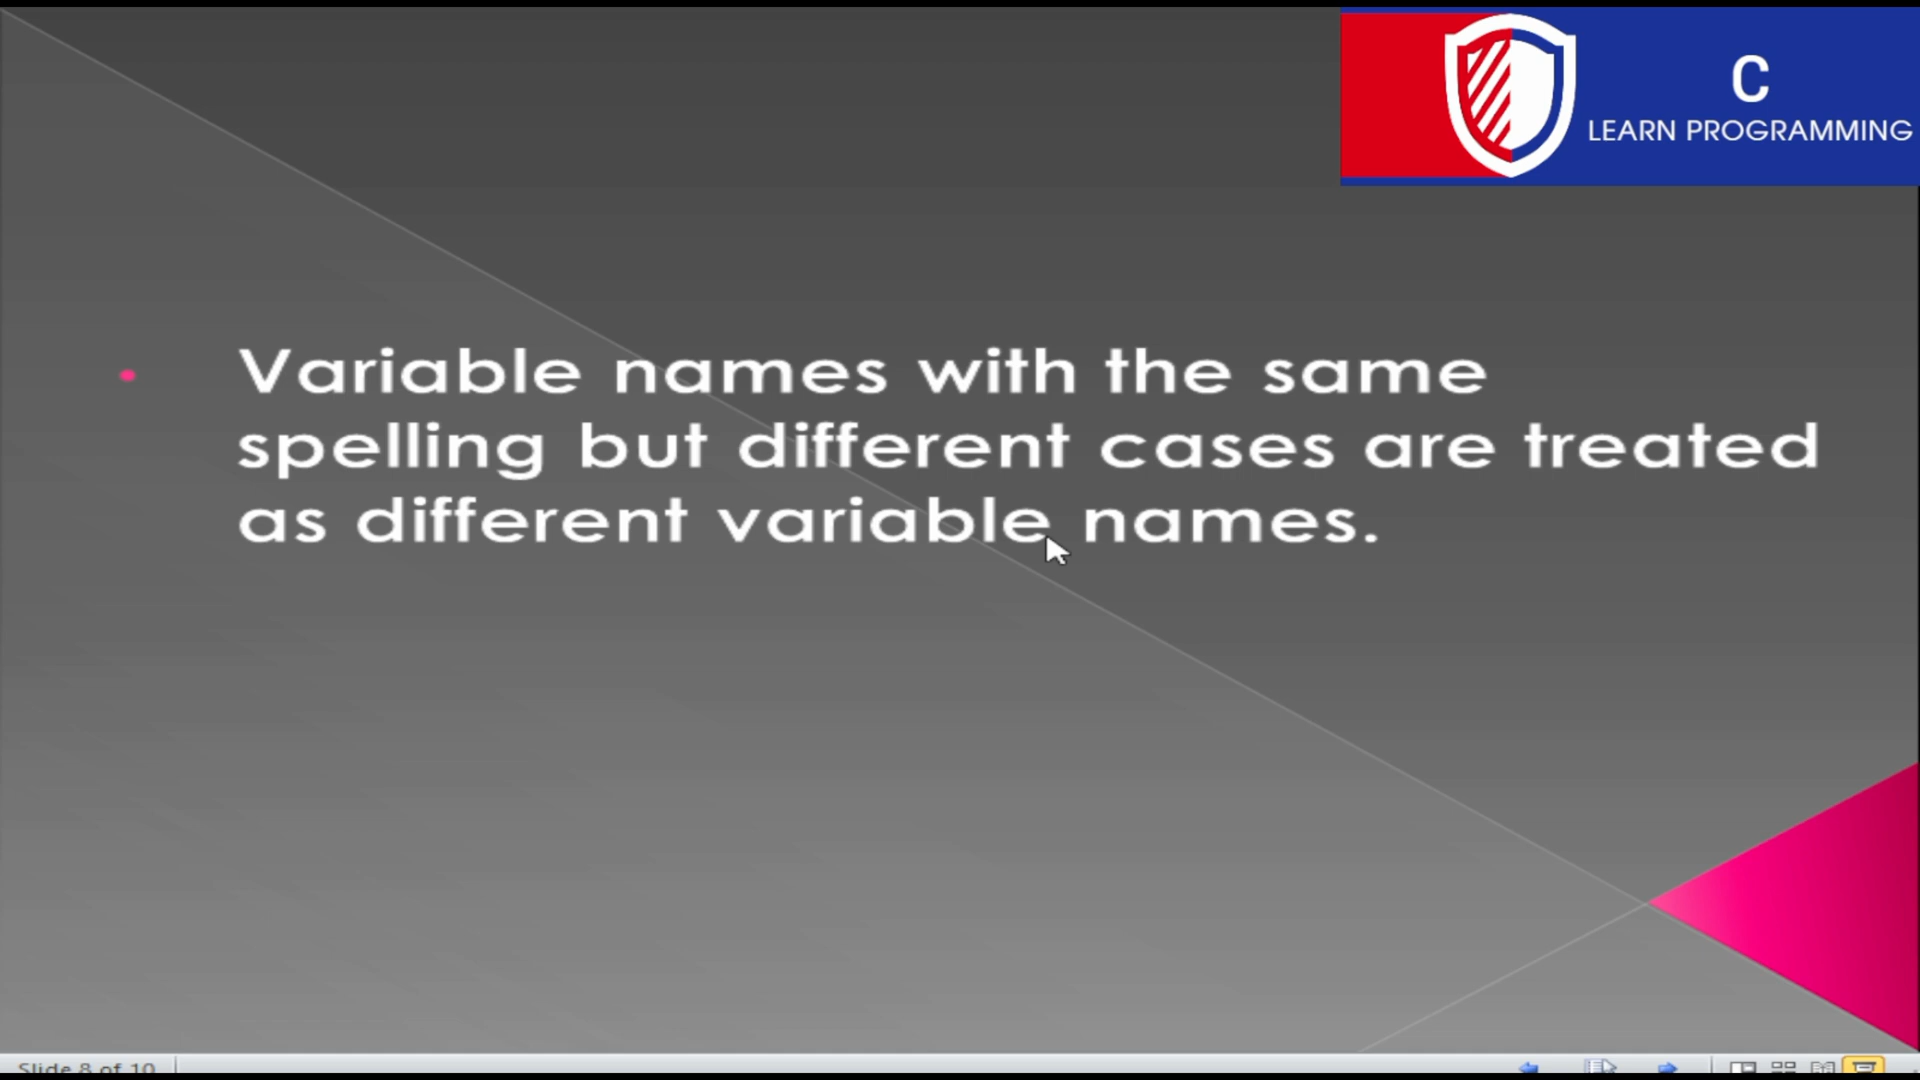 C
LEARN PROGRAMMING
Variable names with the same
spelling but different cases are treated
as different variable names.
Slide 8 of 10